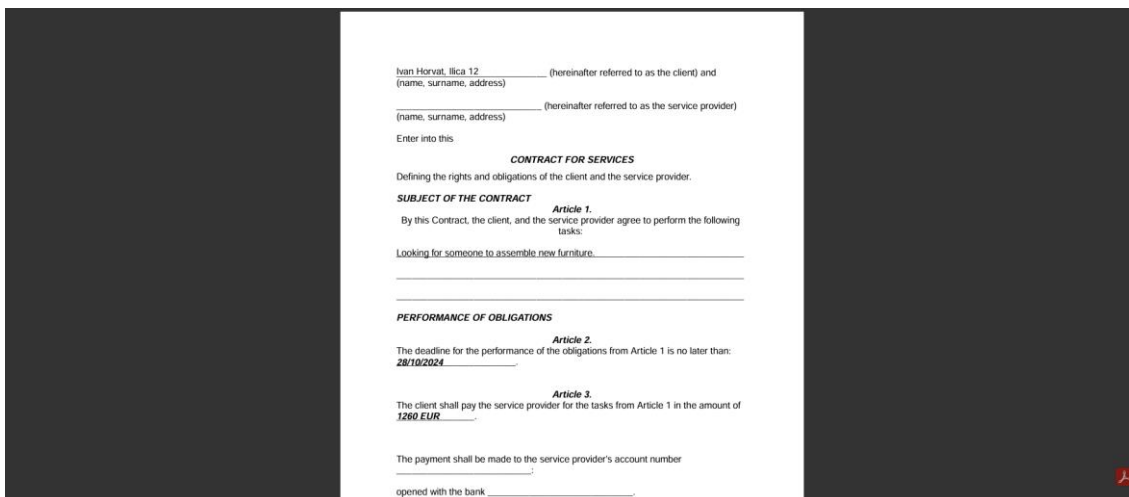 Ivan Horvat, Ilica 12 (hereinafter referred to as the client) and
(name, surname, address)
(hereinafter referred to as the service provider)
(name, surname, address)
Enter into this
CONTRACT FOR SERVICES
Defining the rights and obligations of the client and the service provider.
SUBJECT OF THE CONTRACT
Article 1.
By this Contract, the client, and the service provider agree to perform the following
tasks:
Looking for someone to assemble new furniture.
PERFORMANCE OF OBLIGATIONS
Article 2.
The deadline for the performance of the obligations from Article 1 is no later than:
28/10/2024.
Article 3.
The client shall pay the service provider for the tasks from Article 1 in the amount of
1260 EUR.
The payment shall be made to the service provider's account number
:
opened with the bank .